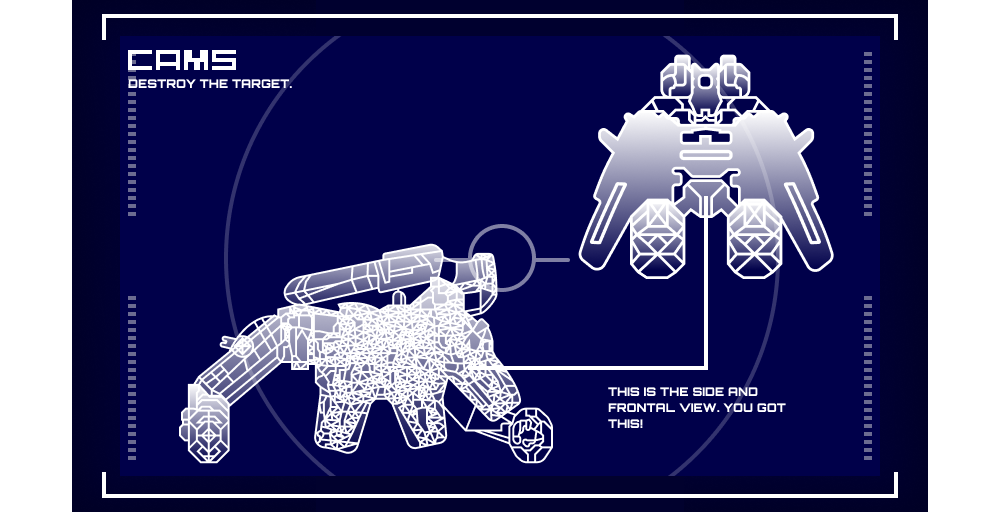 CAMS
DESTROY THE TARGET.
THIS IS THE SIDE AND
FRONTAL VIEW. YOU GOT
THIS!